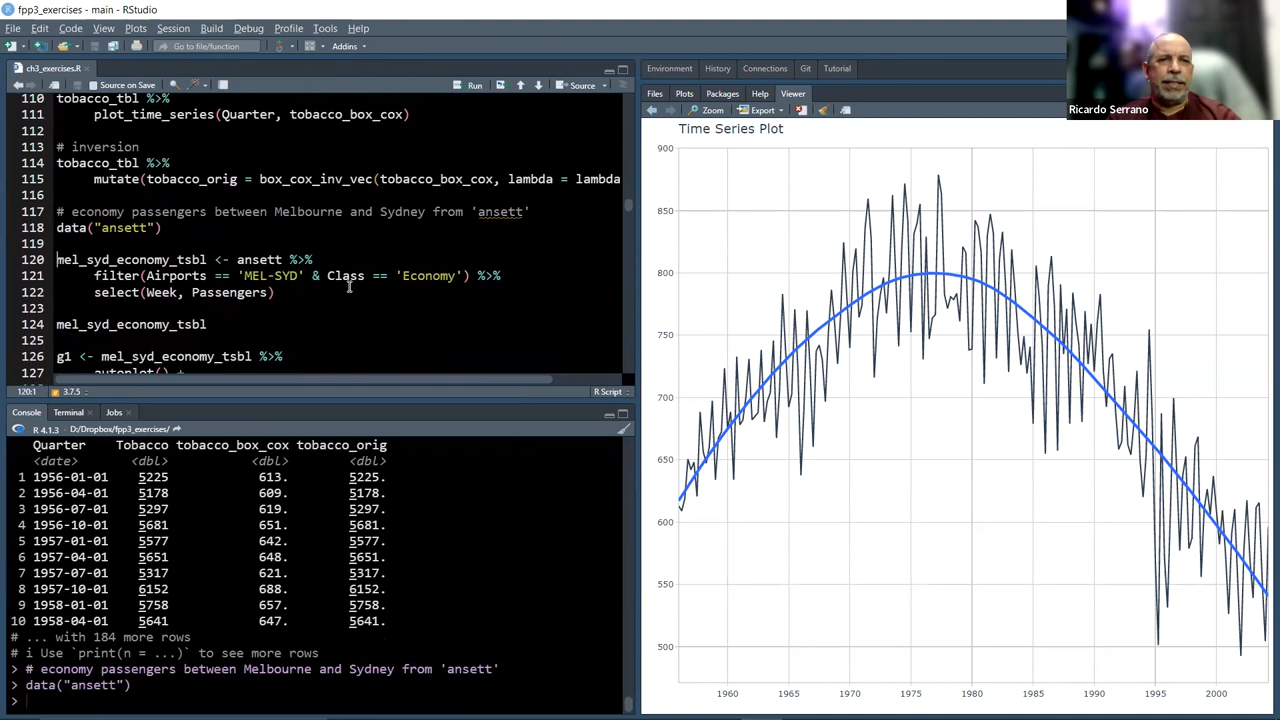 fpp3_exercises - main - RStudio
File Edit Code View Plots Session Build Debug Profile Tools Help
Go to file/function Addins
ch3_exercises.R
Source on Save Run Source
110 tobacco_tbl %>%
111 plot_time_series(Quarter, tobacco_box_cox)
112
113 # inversion
114 tobacco_tbl %>%
115 mutate(tobacco_orig = box_cox_inv_vec(tobacco_box_cox, lambda = lambda
116
117 # economy passengers between Melbourne and Sydney from 'ansett'
118 data("ansett")
119
120 mel_syd_economy_tsbl <- ansett %>%
121 filter(Airports == 'MEL-SYD' & Class == 'Economy') %>%
122 select(Week, Passengers)
123
124 mel_syd_economy_tsbl
125
126 g1 <- mel_syd_economy_tsbl %>%
127 autoplot() +
120:1 3.7.5 R Script
Console Terminal Jobs
R 4.1.3 . D:/Dropbox/fpp3_exercises/
Quarter Tobacco tobacco_box_cox tobacco_orig
<date> <dbl> <dbl> <dbl>
1 1956-01-01 5225 613. 5225.
2 1956-04-01 5178 609. 5178.
3 1956-07-01 5297 619. 5297.
4 1956-10-01 5681 651. 5681.
5 1957-01-01 5577 642. 5577.
6 1957-04-01 5651 648. 5651.
7 1957-07-01 5317 621. 5317.
8 1957-10-01 6152 688. 6152.
9 1958-01-01 5758 657. 5758.
10 1958-04-01 5641 647. 5641.
# ... with 184 more rows
# i Use `print(n = ...)` to see more rows
> # economy passengers between Melbourne and Sydney from 'ansett'
> data("ansett")
>
Environment History Connections Git Tutorial
Files Plots Packages Help Viewer
Zoom Export
Time Series Plot
900
850
800
750
700
650
600
550
500
1960 1965 1970 1975 1980 1985 1990 1995 2000
Ricardo Serrano